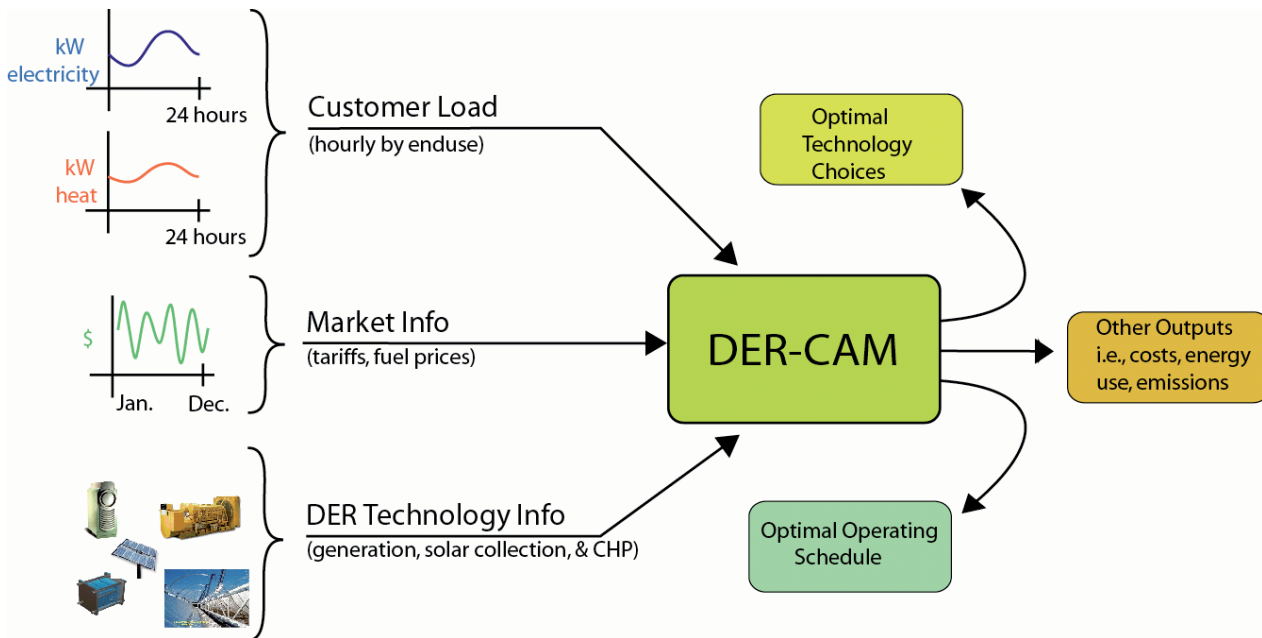 kW
electricity
24 hours
kW
heat
24 hours
Customer Load
(hourly by enduse)
$
Jan.
Dec.
Market Info
(tariffs, fuel prices)
DER Technology Info
(generation, solar collection, & CHP)
DER-CAM
Optimal
Technology
Choices
Other Outputs
i.e., costs, energy
use, emissions
Optimal Operating
Schedule